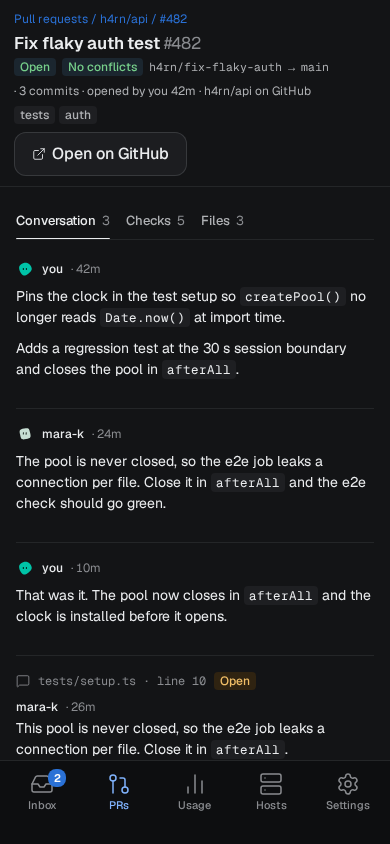 Pull requests / h4rn/api / #482
Fix flaky auth test #482
Open No conflicts h4rn/fix-flaky-auth → main
· 3 commits · opened by you 42m · h4rn/api on GitHub
tests auth
Open on GitHub
Conversation 3 Checks 5 Files 3
you · 42m
Pins the clock in the test setup so createPool() no
longer reads Date.now() at import time.
Adds a regression test at the 30 s session boundary
and closes the pool in afterAll.
mara-k · 24m
The pool is never closed, so the e2e job leaks a
connection per file. Close it in afterAll and the e2e
check should go green.
you · 10m
That was it. The pool now closes in afterAll and the
clock is installed before it opens.
tests/setup.ts · line 10 Open
mara-k · 26m
This pool is never closed, so the e2e job leaks a
connection per file. Close it in afterAll.
2
Inbox PRs Usage Hosts Settings